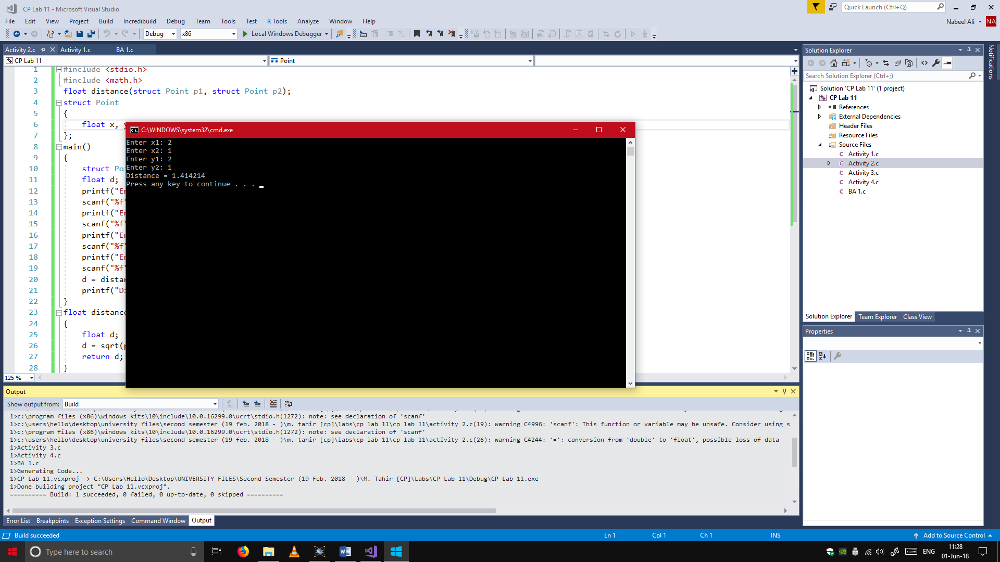 CP Lab 11 - Microsoft Visual Studio
Quick Launch (Ctrl+Q)
File Edit View Project Build Incredibuild Debug Team Tools Test R Tools Analyze Window Help
Nabeel Ali NA
Debug x86 Local Windows Debugger
Activity 2.c Activity 1.c BA 1.c
CP Lab 11 Point
1 #include <stdio.h>
2 #include <math.h>
3 float distance(struct Point p1, struct Point p2);
4 struct Point
5 {
6 float x,
7 };
8 main()
9 {
10 struct Po
11 float d;
12 printf("E
13 scanf("%f"
14 printf("E
15 scanf("%f"
16 printf("E
17 scanf("%f"
18 printf("E
19 scanf("%f"
20 d = distan
21 printf("D
22 }
23 float distance
24 {
25 float d;
26 d = sqrt(p
27 return d;
28 }
125 %
C:\WINDOWS\system32\cmd.exe
Enter x1: 2
Enter x2: 1
Enter y1: 2
Enter y2: 1
Distance = 1.414214
Press any key to continue . . .
Output
Show output from: Build
1>c:\program files (x86)\windows kits\10\include\10.0.16299.0\ucrt\stdio.h(1272): note: see declaration of 'scanf'
1>c:\users\hello\desktop\university files\second semester (19 feb. 2018 - )\m. tahir [cp]\labs\cp lab 11\cp lab 11\activity 2.c(19): warning C4996: 'scanf': This function or variable may be unsafe. Consider using s
1>c:\program files (x86)\windows kits\10\include\10.0.16299.0\ucrt\stdio.h(1272): note: see declaration of 'scanf'
1>c:\users\hello\desktop\university files\second semester (19 feb. 2018 - )\m. tahir [cp]\labs\cp lab 11\cp lab 11\activity 2.c(26): warning C4244: '=': conversion from 'double' to 'float', possible loss of data
1>Activity 3.c
1>Activity 4.c
1>BA 1.c
1>Generating Code...
1>CP Lab 11.vcxproj -> C:\Users\Hello\Desktop\UNIVERSITY FILES\Second Semester (19 Feb. 2018 - )\M. Tahir [CP]\Labs\CP Lab 11\Debug\CP Lab 11.exe
1>Done building project "CP Lab 11.vcxproj".
========== Build: 1 succeeded, 0 failed, 0 up-to-date, 0 skipped ==========
Error List Breakpoints Exception Settings Command Window Output
Solution Explorer
Search Solution Explorer (Ctrl+;)
Solution 'CP Lab 11' (1 project)
CP Lab 11
References
External Dependencies
Header Files
Resource Files
Source Files
Activity 1.c
Activity 2.c
Activity 3.c
Activity 4.c
BA 1.c
Solution Explorer Team Explorer Class View
Properties
Notifications
Build succeeded Ln 1 Col 1 Ch 1 INS Add to Source Control
Type here to search
ENG
11:28
01-Jun-18